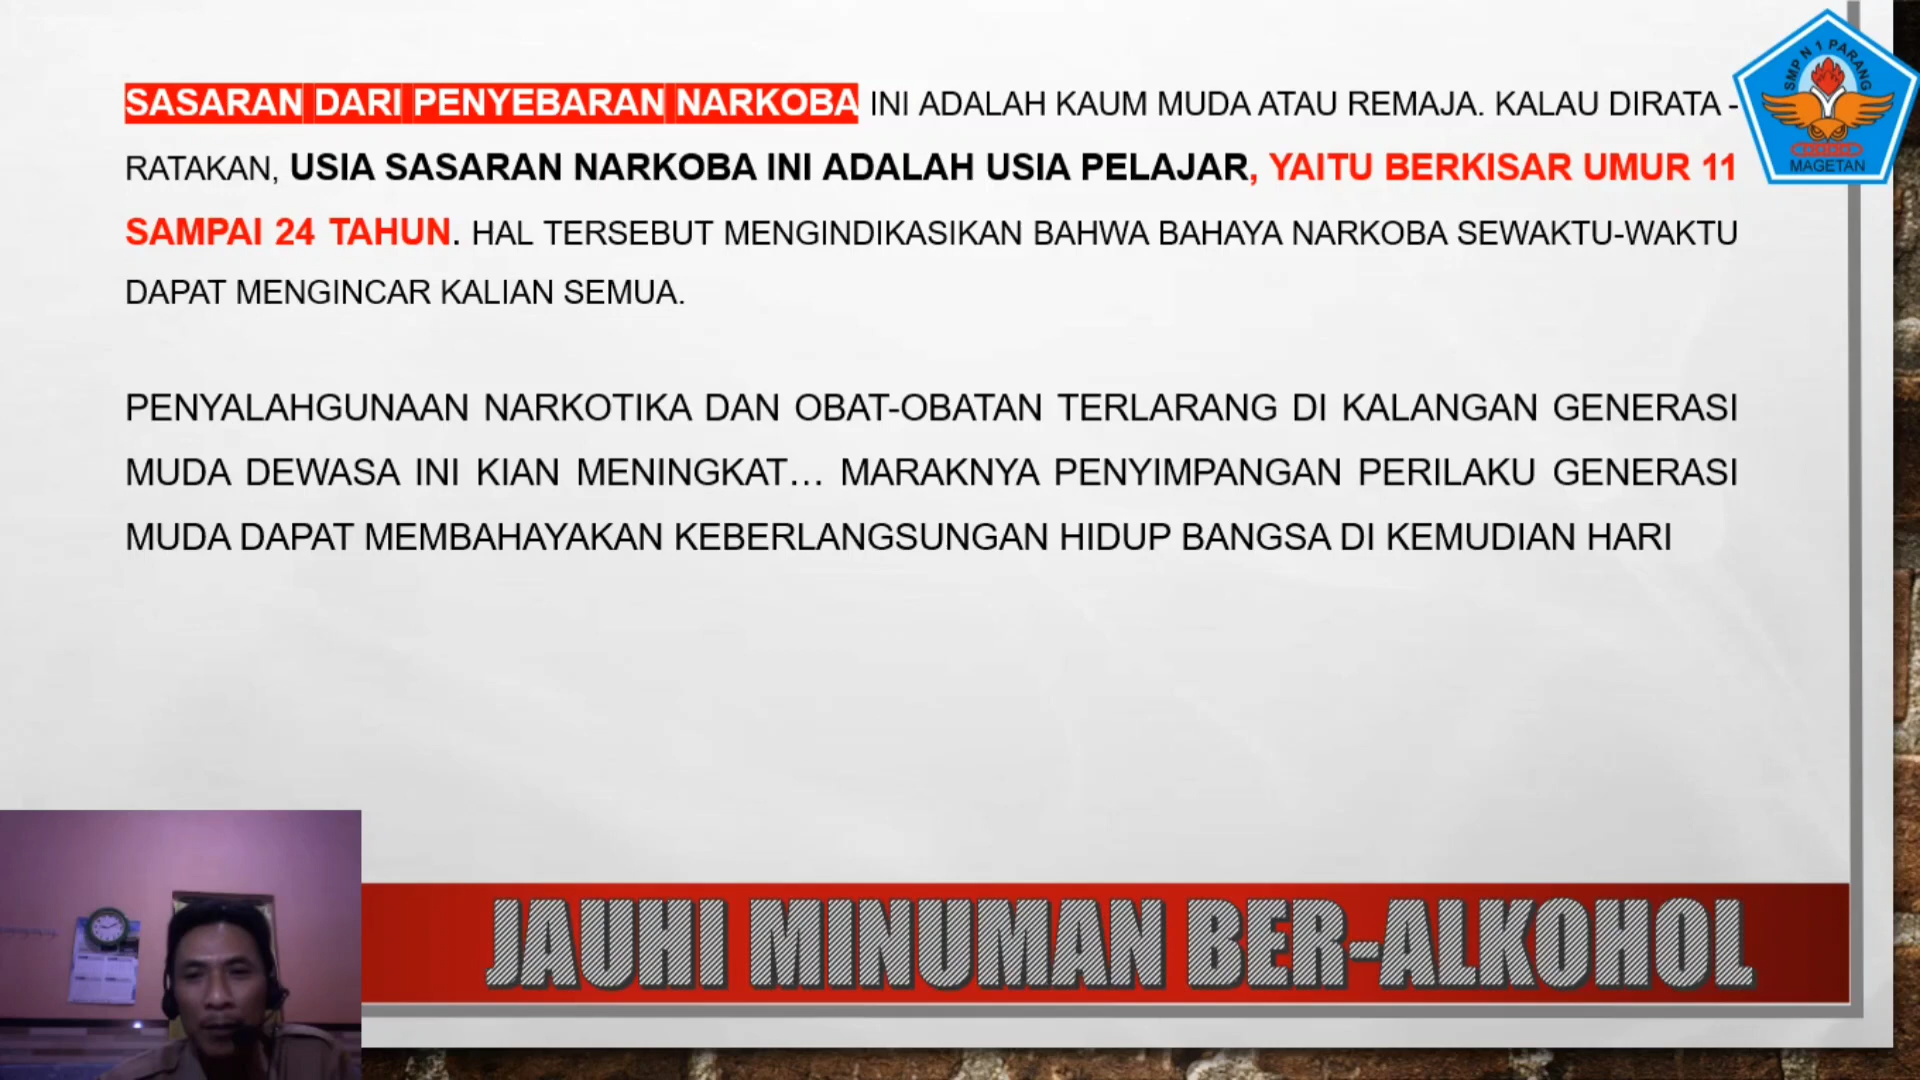 SASARAN DARI PENYEBARAN NARKOBA INI ADALAH KAUM MUDA ATAU REMAJA. KALAU DIRATA -
RATAKAN, USIA SASARAN NARKOBA INI ADALAH USIA PELAJAR, YAITU BERKISAR UMUR 11
SAMPAI 24 TAHUN. HAL TERSEBUT MENGINDIKASIKAN BAHWA BAHAYA NARKOBA SEWAKTU-WAKTU
DAPAT MENGINCAR KALIAN SEMUA.
PENYALAHGUNAAN NARKOTIKA DAN OBAT-OBATAN TERLARANG DI KALANGAN GENERASI
MUDA DEWASA INI KIAN MENINGKAT… MARAKNYA PENYIMPANGAN PERILAKU GENERASI
MUDA DAPAT MEMBAHAYAKAN KEBERLANGSUNGAN HIDUP BANGSA DI KEMUDIAN HARI
SMP N 1 PARANG
MAGETAN
JAUHI MINUMAN BER-ALKOHOL